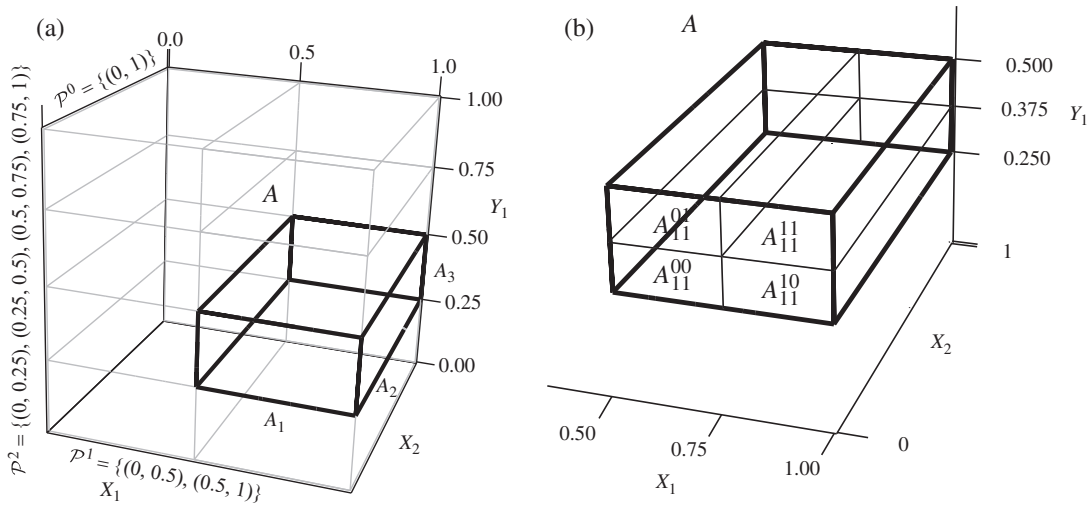 (a)
0.0
0.5
1.0
𝒫⁰ = {(0, 1)}
1.00
0.75
Y₁
A
0.50
A₃
0.25
0.00
A₂
A₁
X₂
𝒫² = {(0, 0.25), (0.25, 0.5), (0.5, 0.75), (0.75, 1)}
𝒫¹ = {(0, 0.5), (0.5, 1)}
X₁
(b)
A
0.500
0.375
Y₁
0.250
A₁₁⁰¹
A₁₁¹¹
A₁₁⁰⁰
A₁₁¹⁰
1
X₂
0
0.50
0.75
1.00
X₁